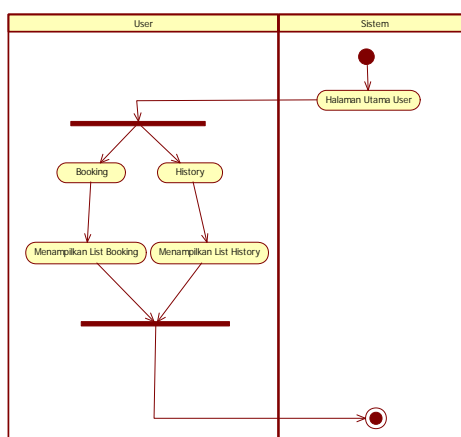 User
Sistem
Halaman Utama User
Booking
History
Menampilkan List Booking
Menampilkan List History